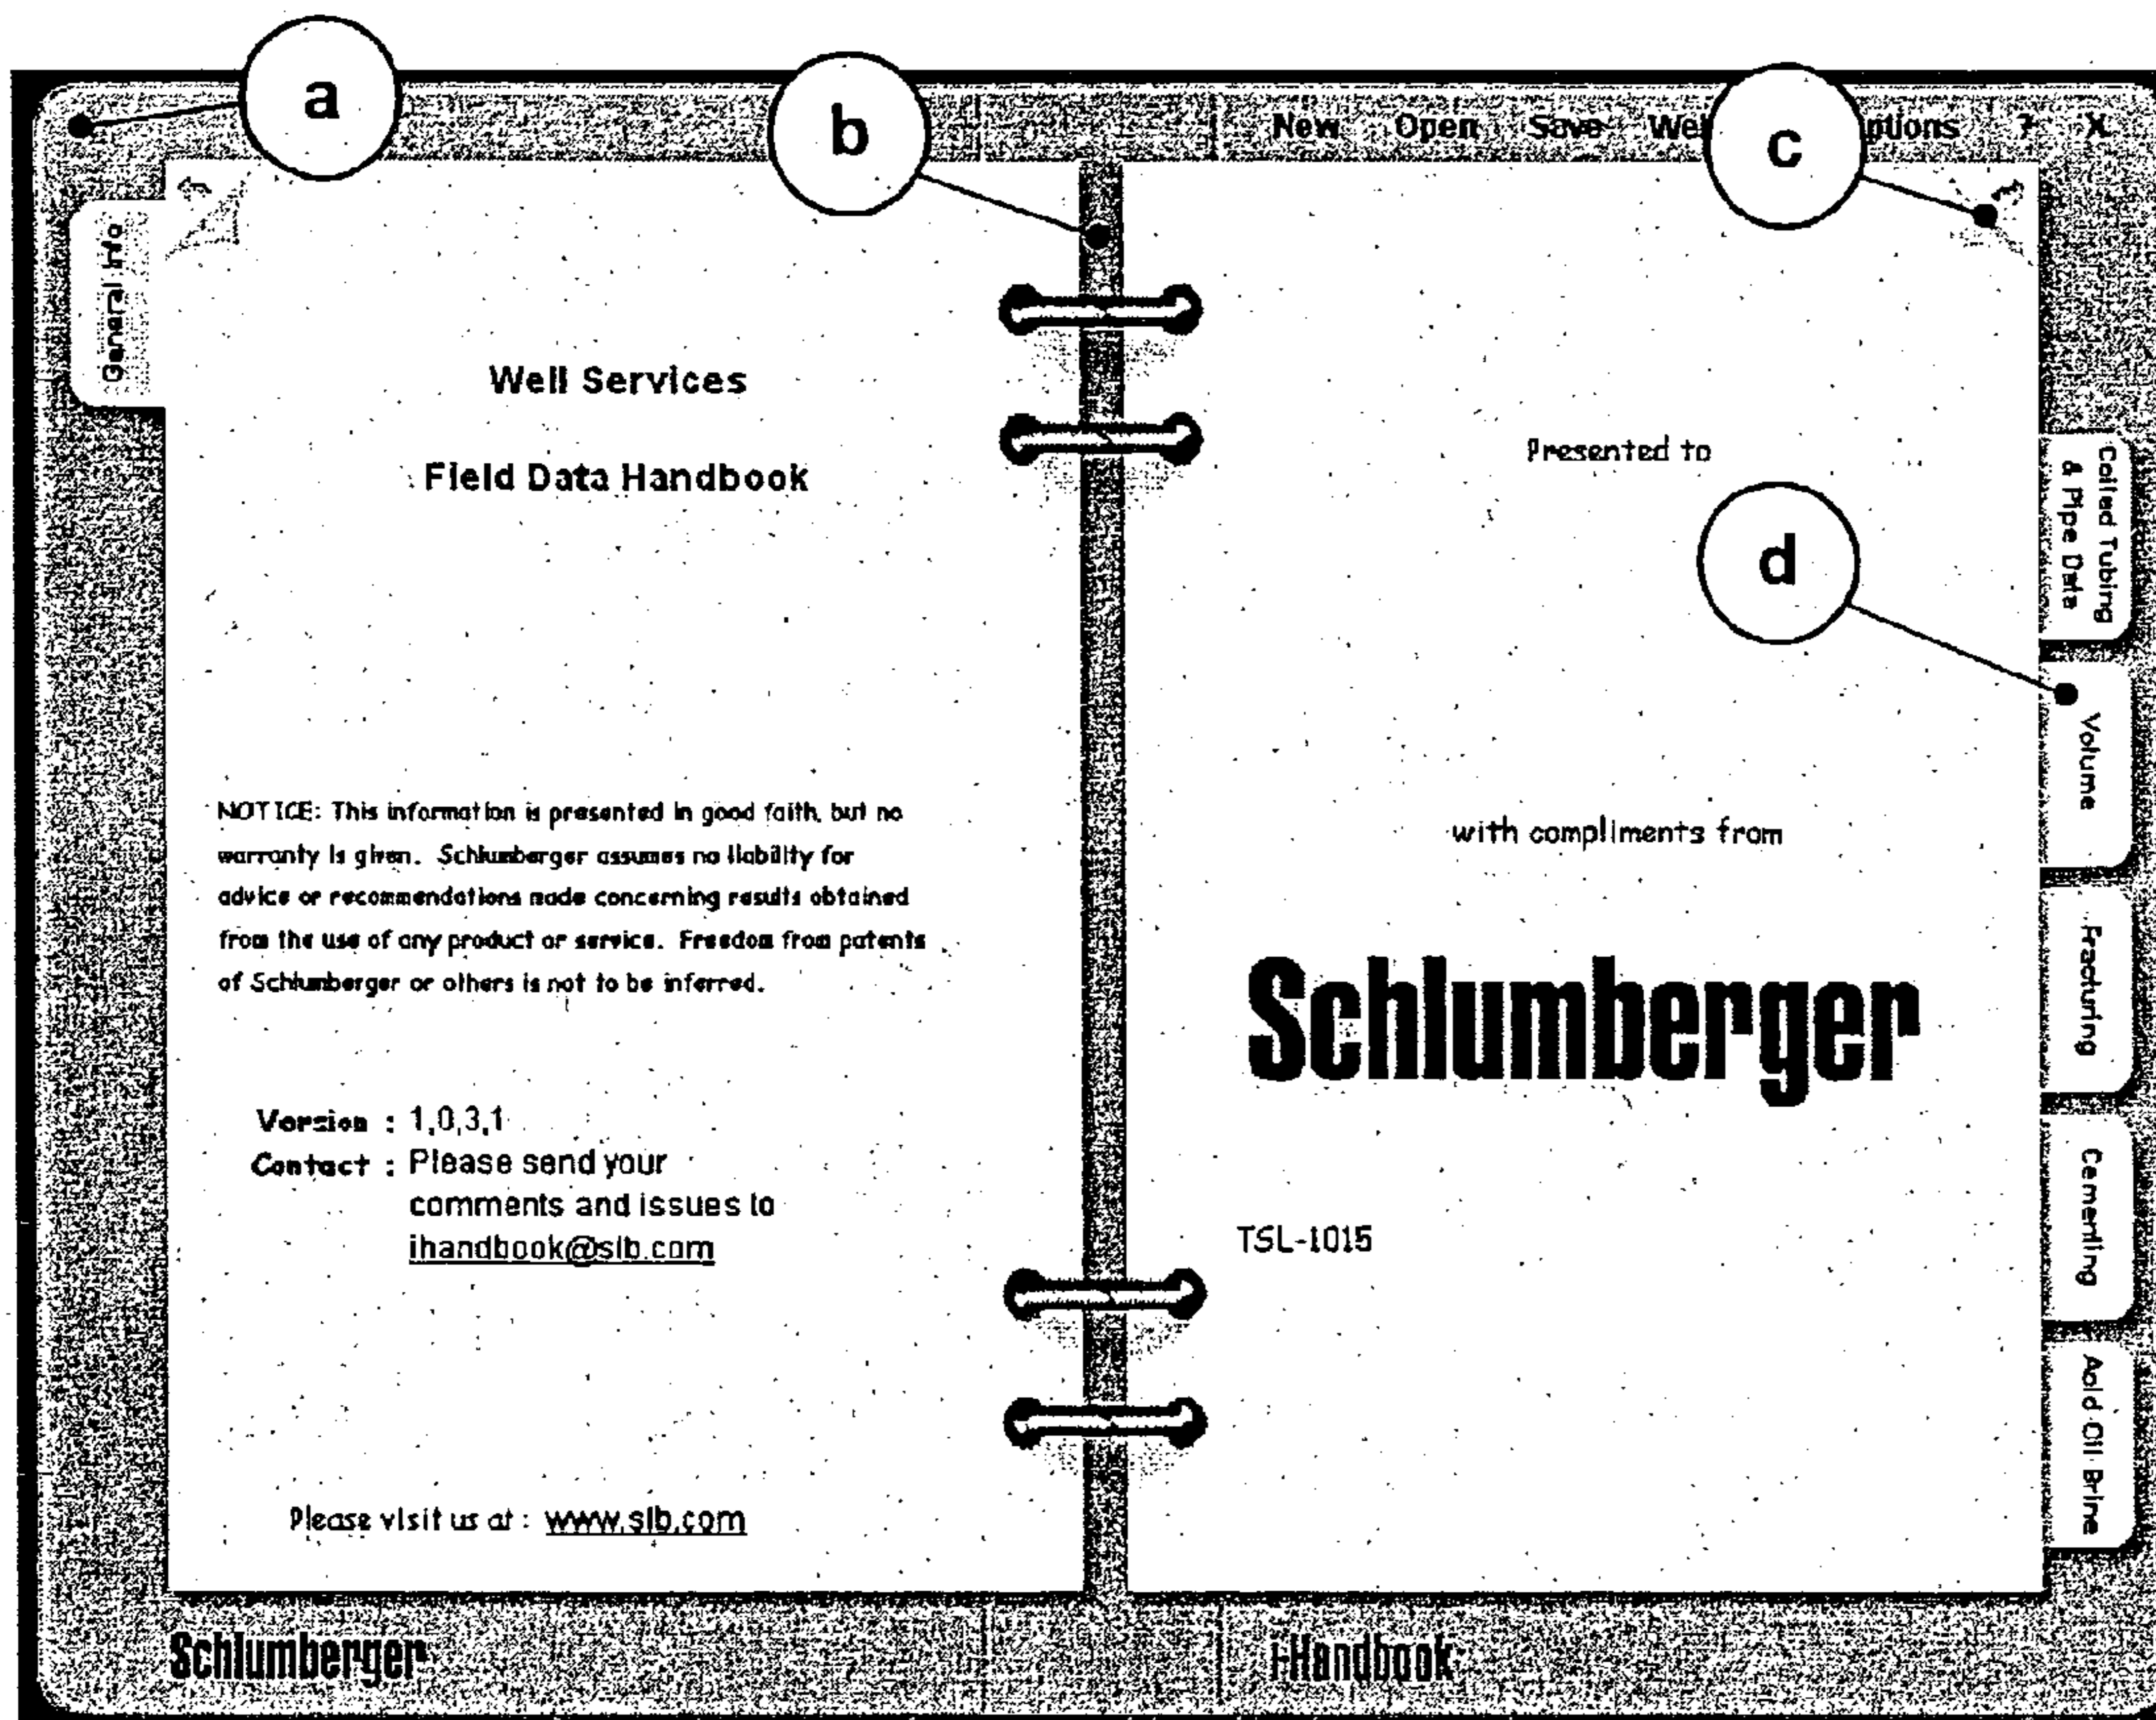 a
b
c
d
New Open Save ptions ? X
General Info
Well Services
Field Data Handbook
NOTICE: This information is presented in good faith, but no
warranty is given. Schlumberger assumes no liability for
advice or recommendations made concerning results obtained
from the use of any product or service. Freedom from patents
of Schlumberger or others is not to be inferred.
Version : 1,0,3,1
Contact : Please send your
comments and issues to
ihandbook@slb.com
Please visit us at : www.slb.com
Presented to
with compliments from
Schlumberger
TSL-1015
Coiled Tubing
& Pipe Data
Volume
Fracturing
Cementing
Acid Oil Brine
Schlumberger
i-Handbook